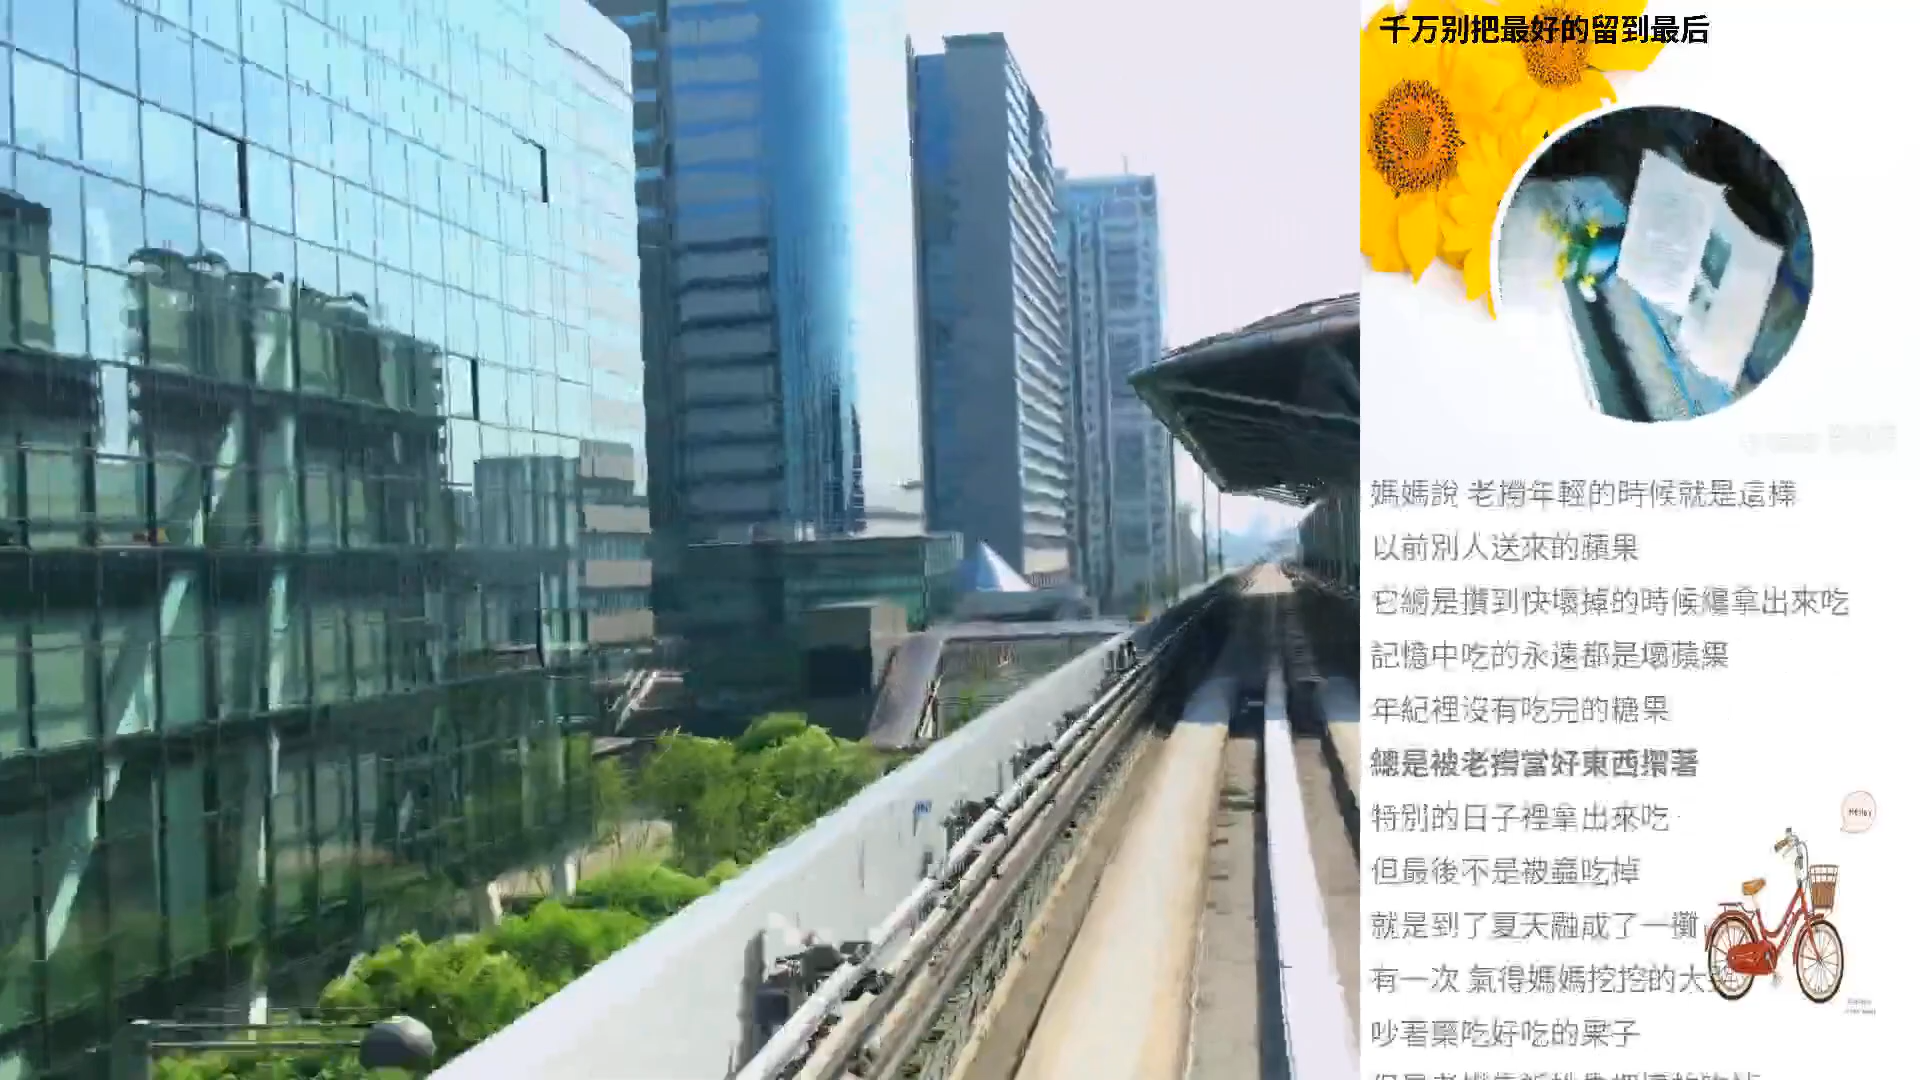 千万别把最好的留到最后
媽媽說 老撈年輕的時候就是這樣
以前別人送來的蘋果
它總是攢到快壞掉的時候纔拿出來吃
記憶中吃的永遠都是壞蘋果
年紀裡沒有吃完的糖果
總是被老撈當好東西攢著
特別的日子裡拿出來吃
但最後不是被蟲吃掉
就是到了夏天融成了一攤
有一次 氣得媽媽挖挖的大哭
吵著要吃好吃的栗子
Hello!